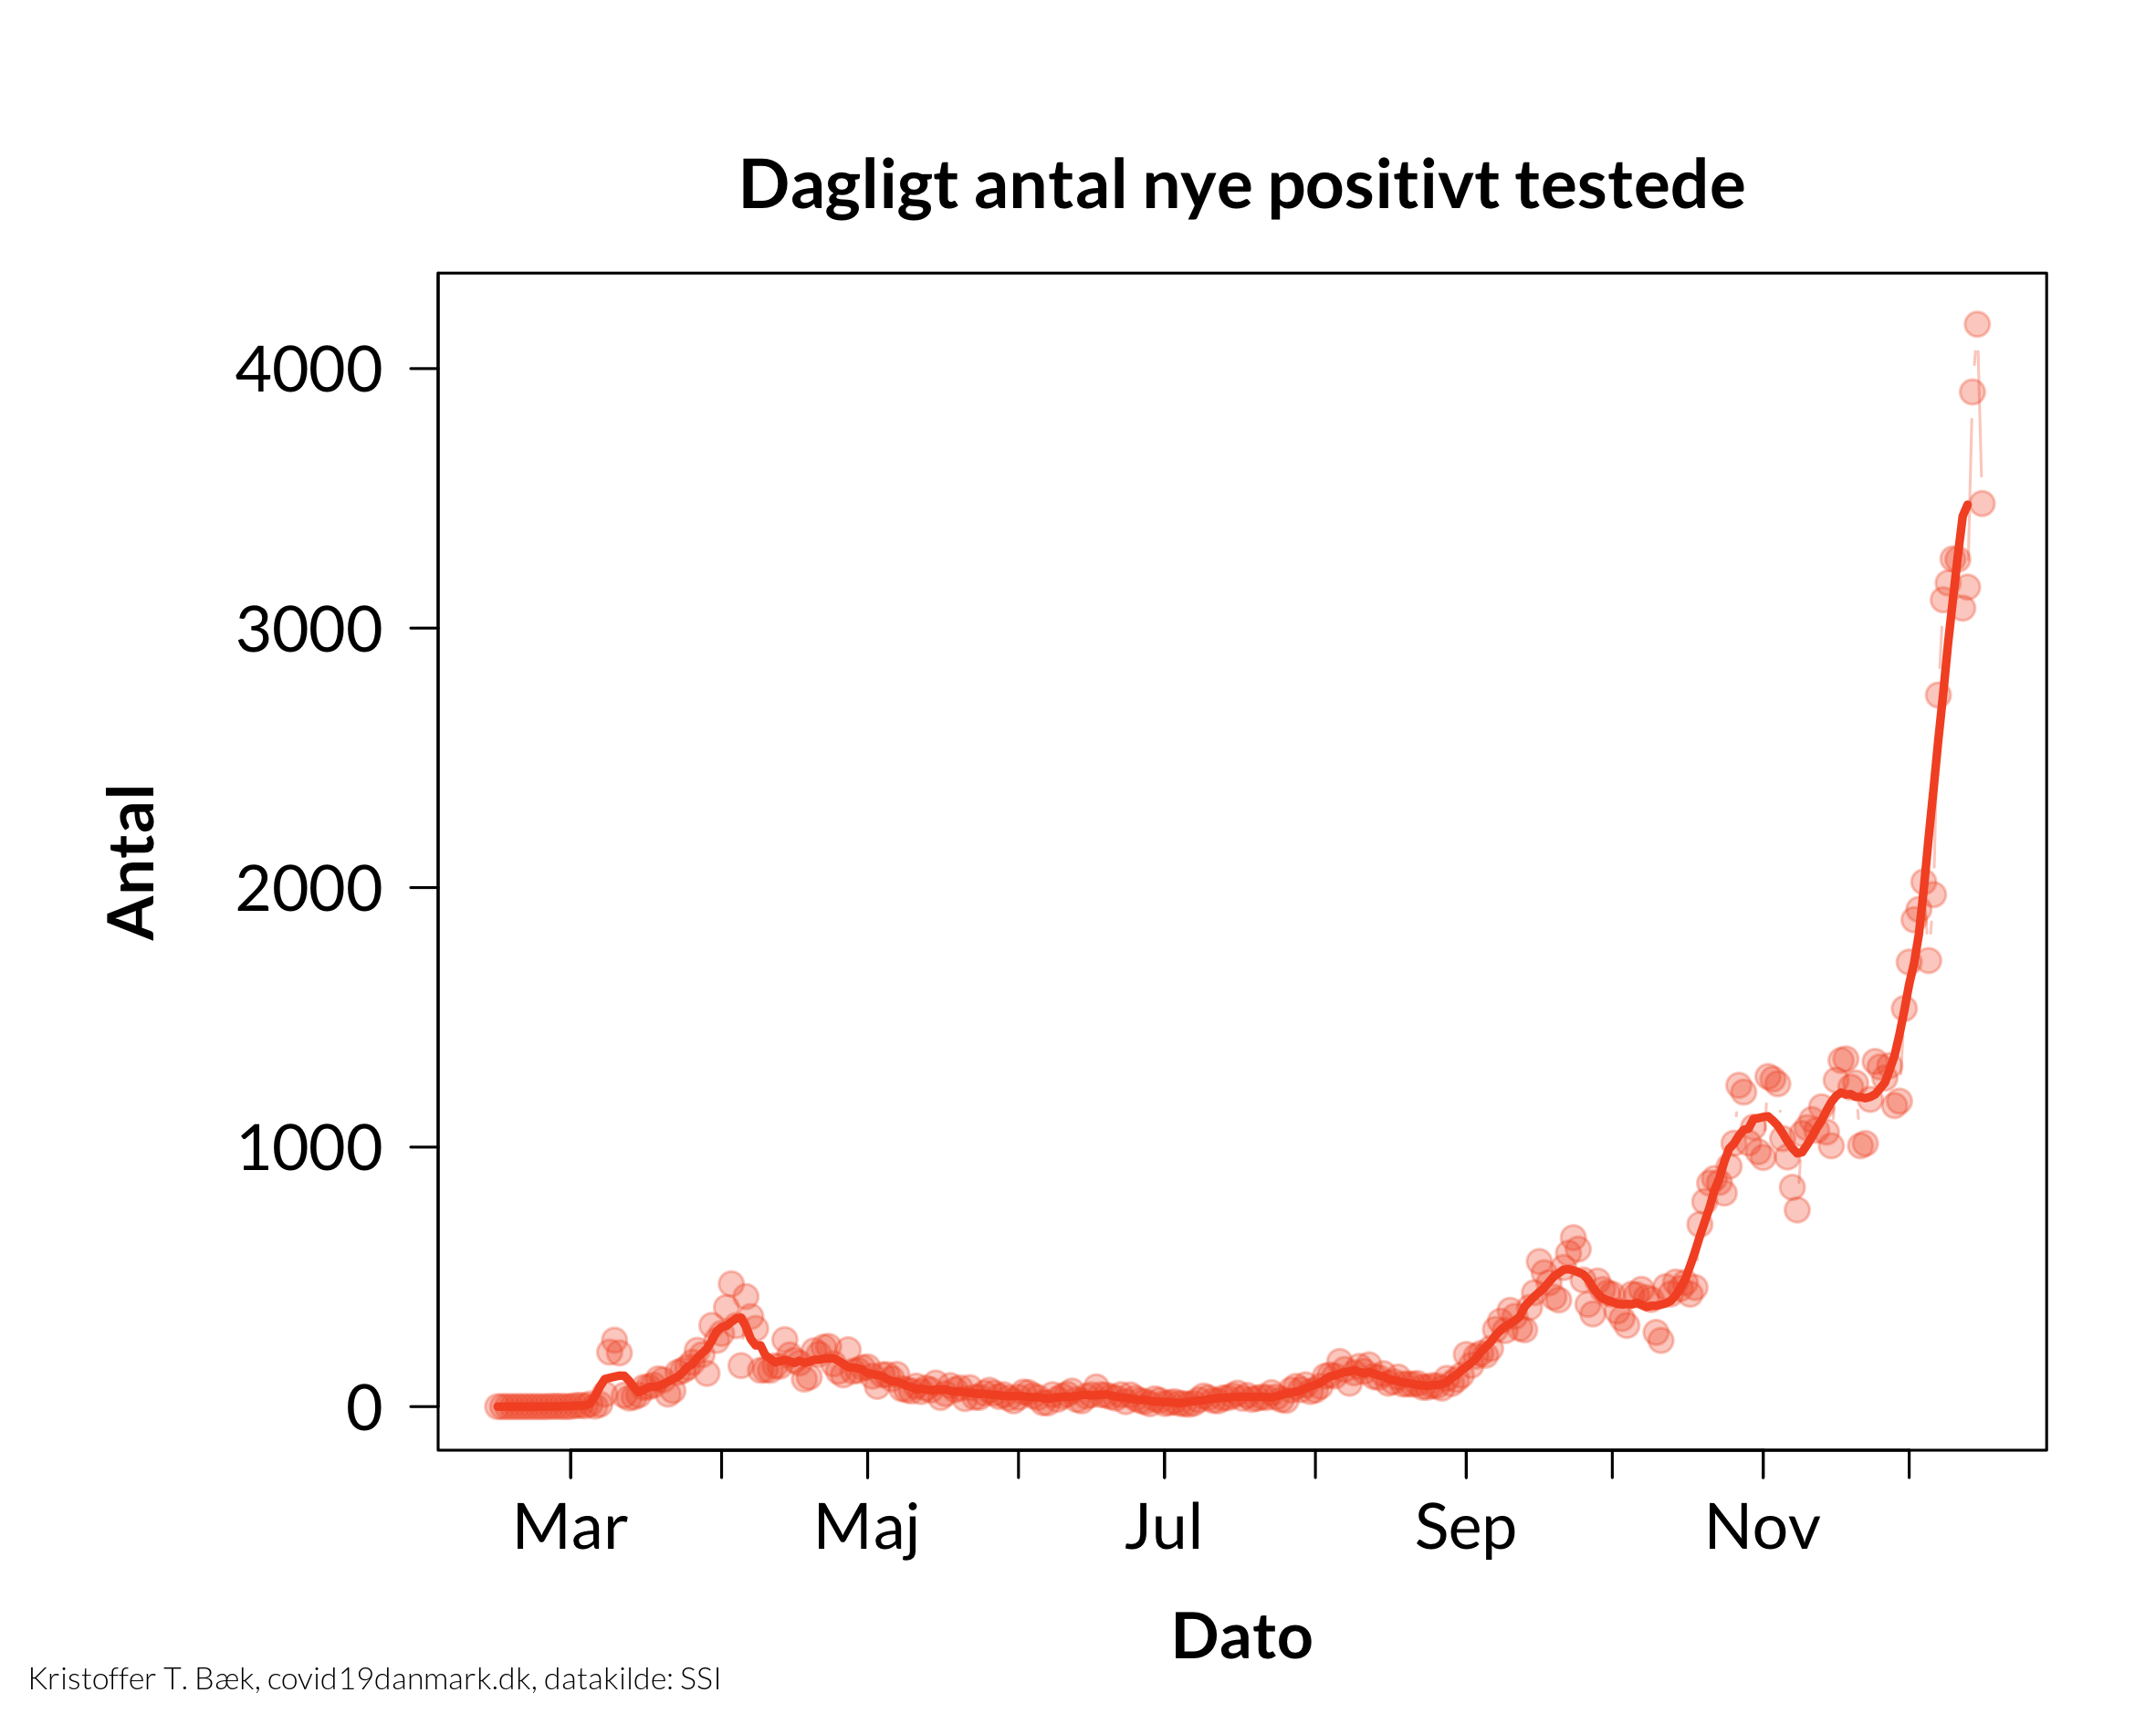 Dagligt antal nye positivt testede
Antal
4000
3000
2000
1000
0
Mar Maj Jul Sep Nov
Dato
Kristoffer T. Bæk, covid19danmark.dk, datakilde: SSI